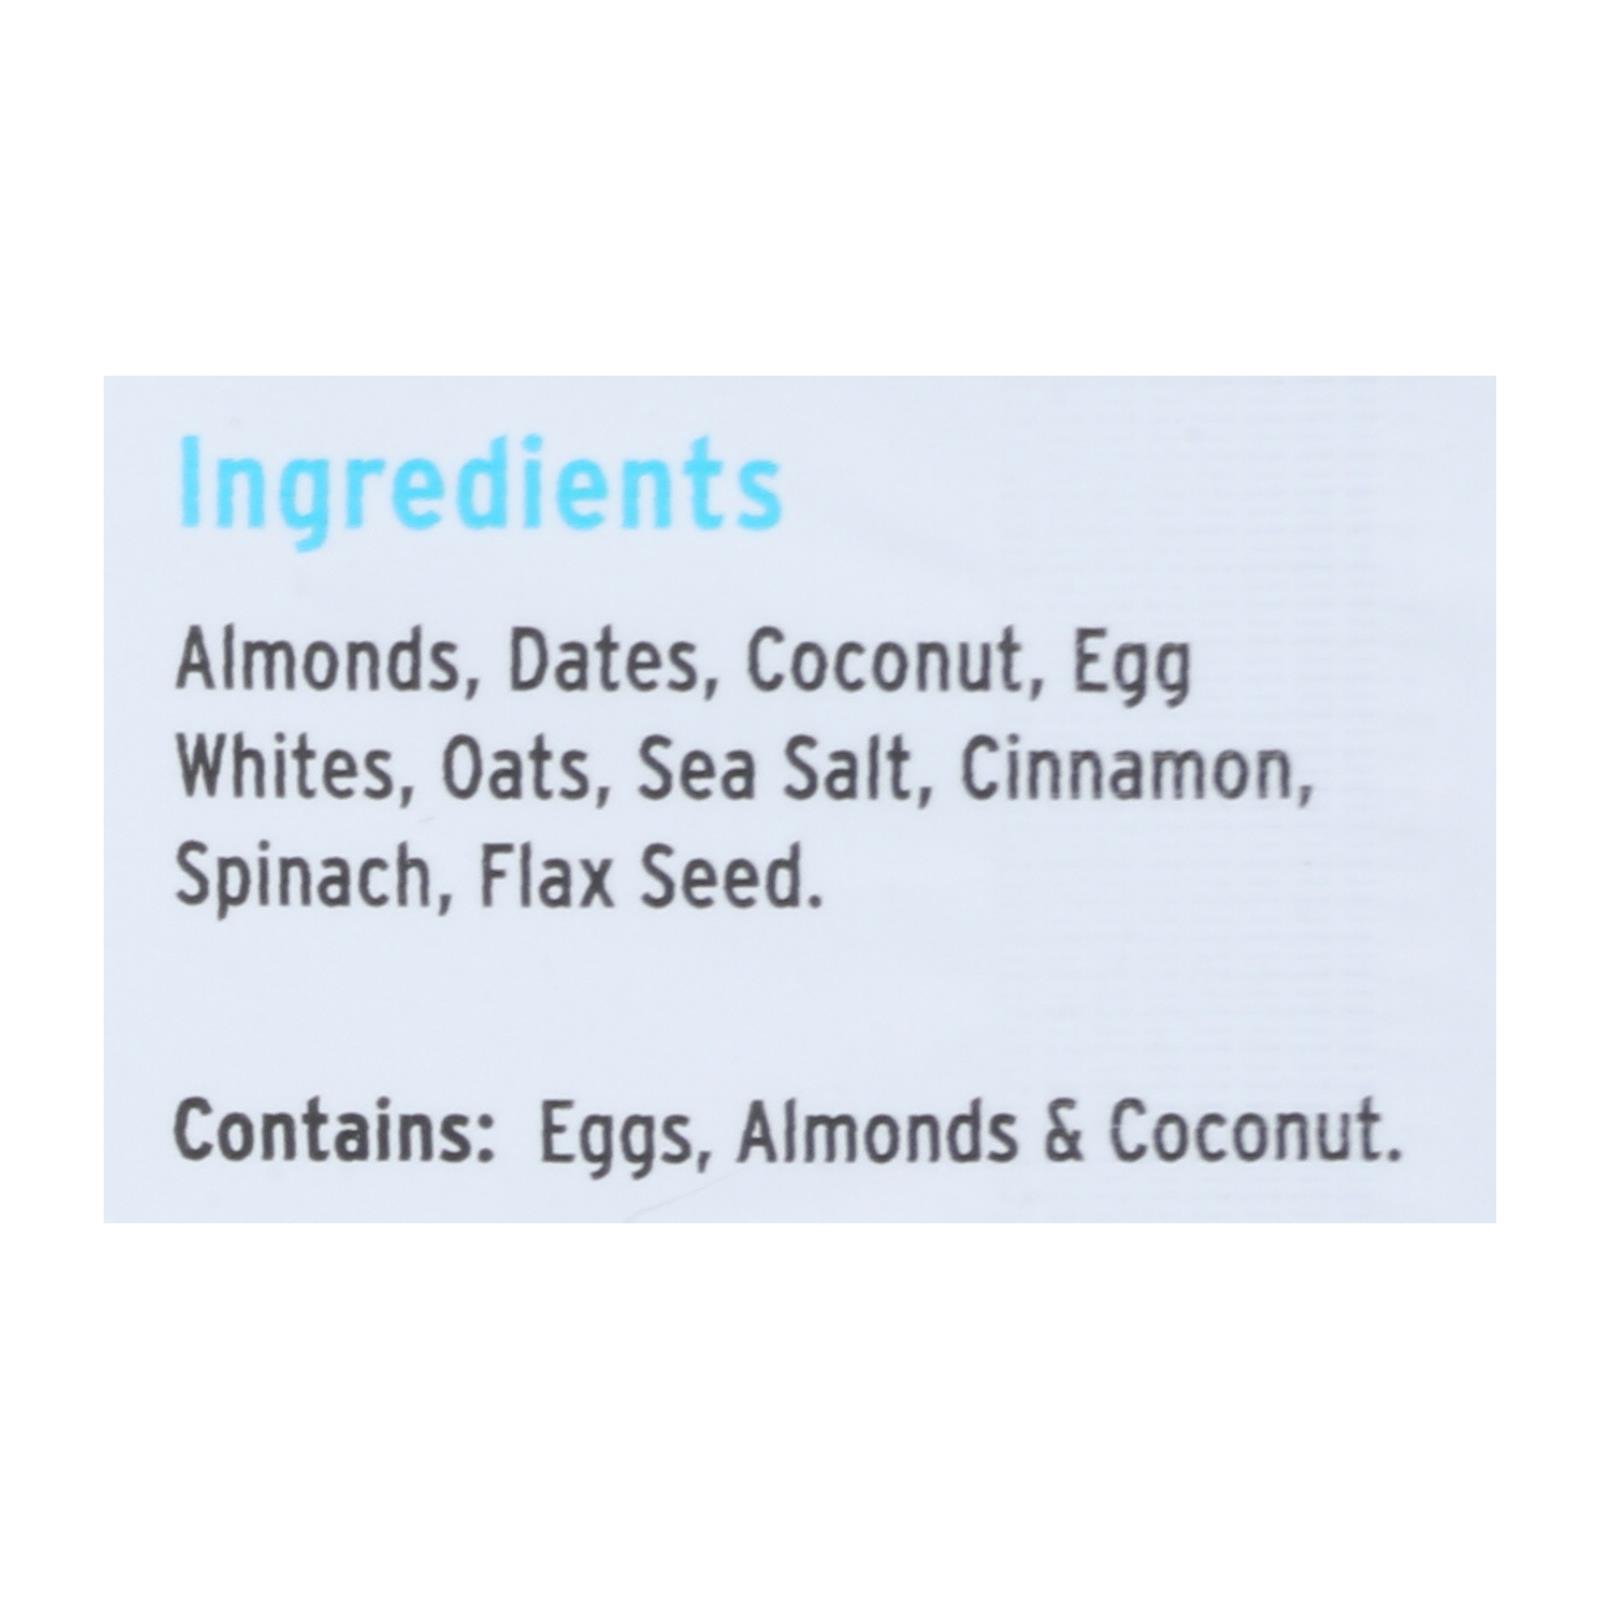 Ingredients
Almonds, Dates, Coconut, Egg
Whites, Oats, Sea Salt, Cinnamon,
Spinach, Flax Seed.
Contains: Eggs, Almonds & Coconut.